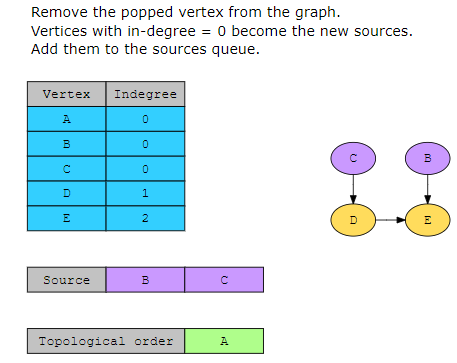 Remove the popped vertex from the graph.
Vertices with in-degree = 0 become the new sources.
Add them to the sources queue.
Vertex Indegree
A 0
B 0
C 0
D 1
E 2
C B
D E
Source B C
Topological order A